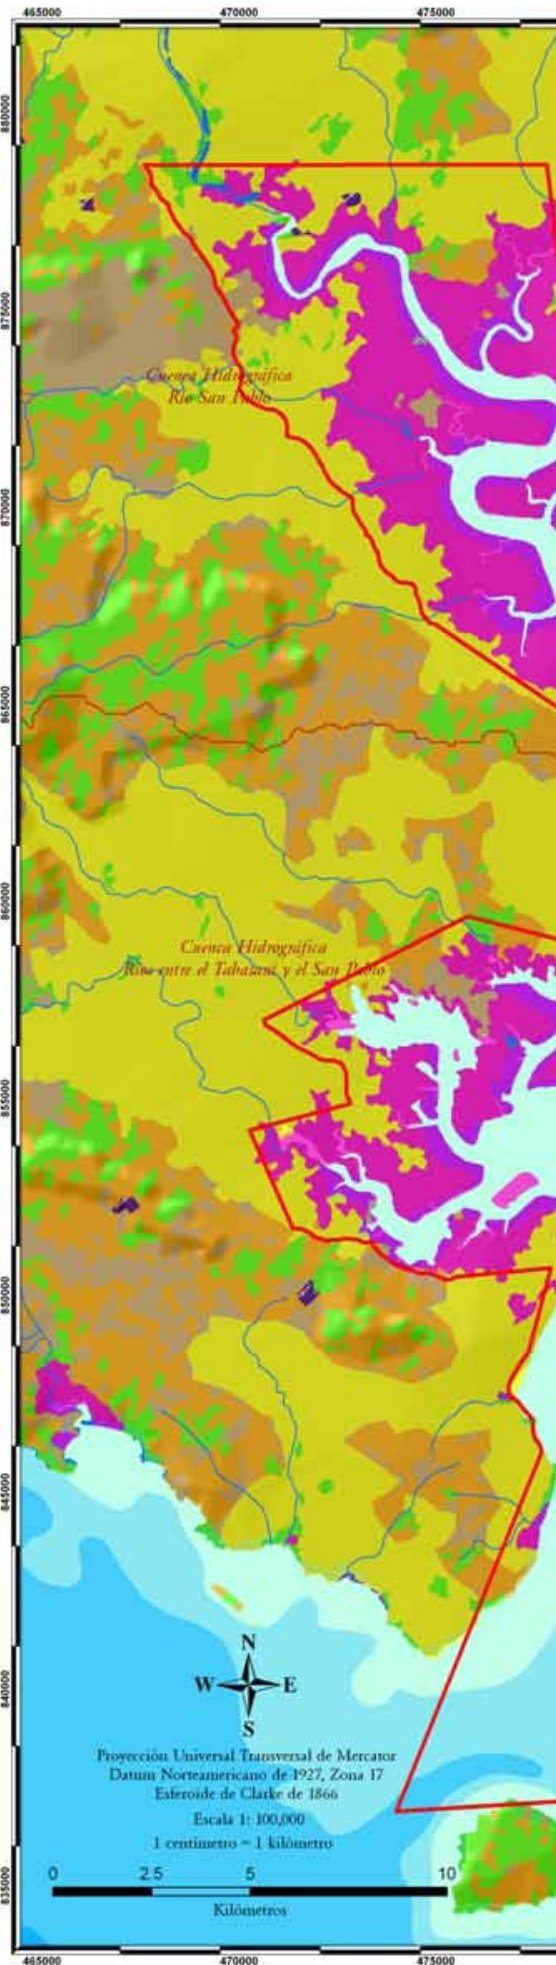 465000 470000 475000
880000
875000
Cuenca Hidrográfica
Río San Pablo
870000
865000
860000
Cuenca Hidrográfica
Ríos entre el Tabasará y el San Pablo
855000
850000
845000
840000
N
W E
S
Proyección Universal Transversal de Mercator
Datum Norteamericano de 1927, Zona 17
Esferoide de Clarke de 1866
Escala 1: 100,000
1 centímetro = 1 kilómetro
835000
0 2.5 5 10
Kilómetros
465000 470000 475000